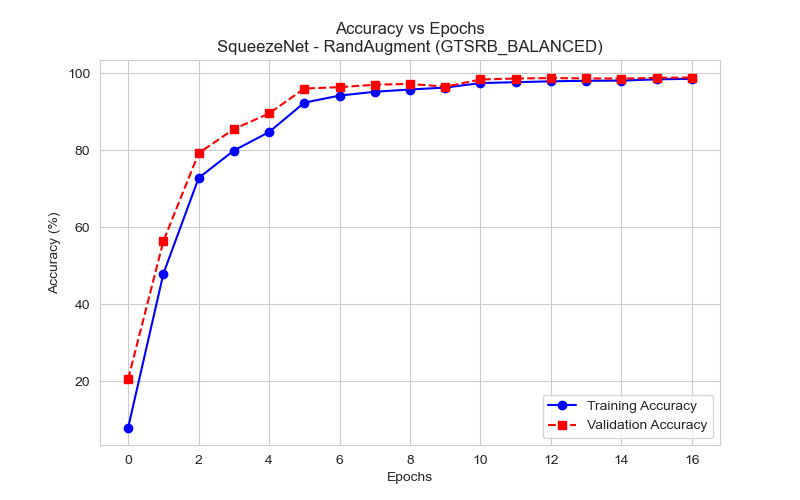 Accuracy vs Epochs
SqueezeNet - RandAugment (GTSRB_BALANCED)
100
80
60
40
20
Accuracy (%)
0 2 4 6 8 10 12 14 16
Epochs
Training Accuracy
Validation Accuracy